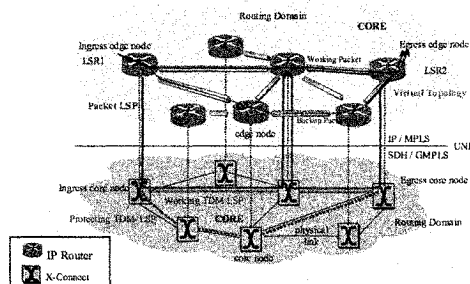 Routing Domain
CORE
Ingress edge node
Working Packet
Egress edge node
LSR1
LSR2
Packet LSP
Virtual Topology
Backup Packet
edge node
IP / MPLS
UNI
SDH / GMPLS
Ingress core node
Egress core node
Working TDM LSP
Protecting TDM LSP
CORE
Routing Domain
physical
link
core node
IP Router
X-Connect